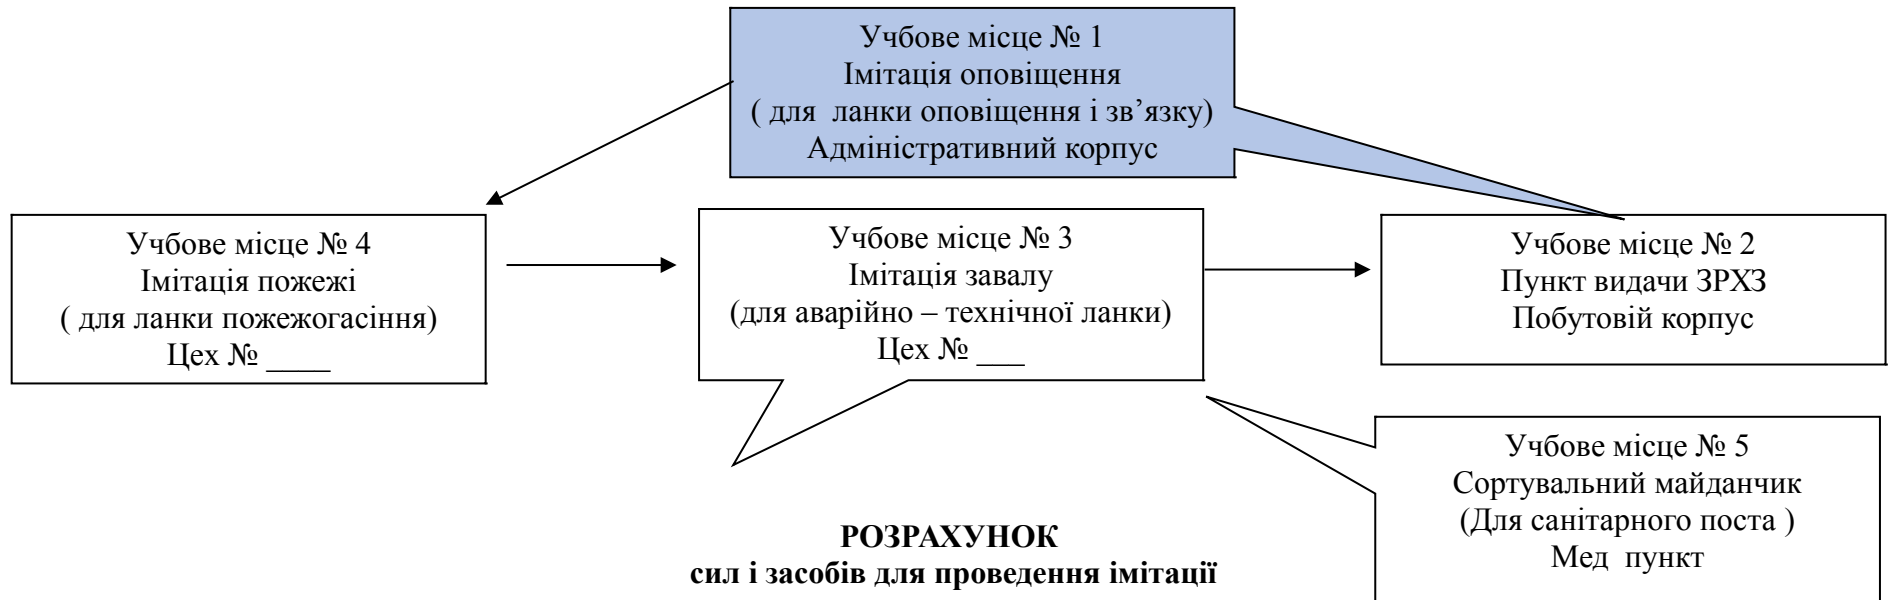 Учбове місце № 1
Імітація оповіщення
( для ланки оповіщення і зв’язку)
Адміністративний корпус
Учбове місце № 4
Імітація пожежі
( для ланки пожежогасіння)
Цех № ____
Учбове місце № 3
Імітація завалу
(для аварійно – технічної ланки)
Цех № ___
Учбове місце № 2
Пункт видачи ЗРХЗ
Побутовій корпус
Учбове місце № 5
Сортувальний майданчик
(Для санітарного поста )
Мед пункт
РОЗРАХУНОК
сил і засобів для проведення імітації